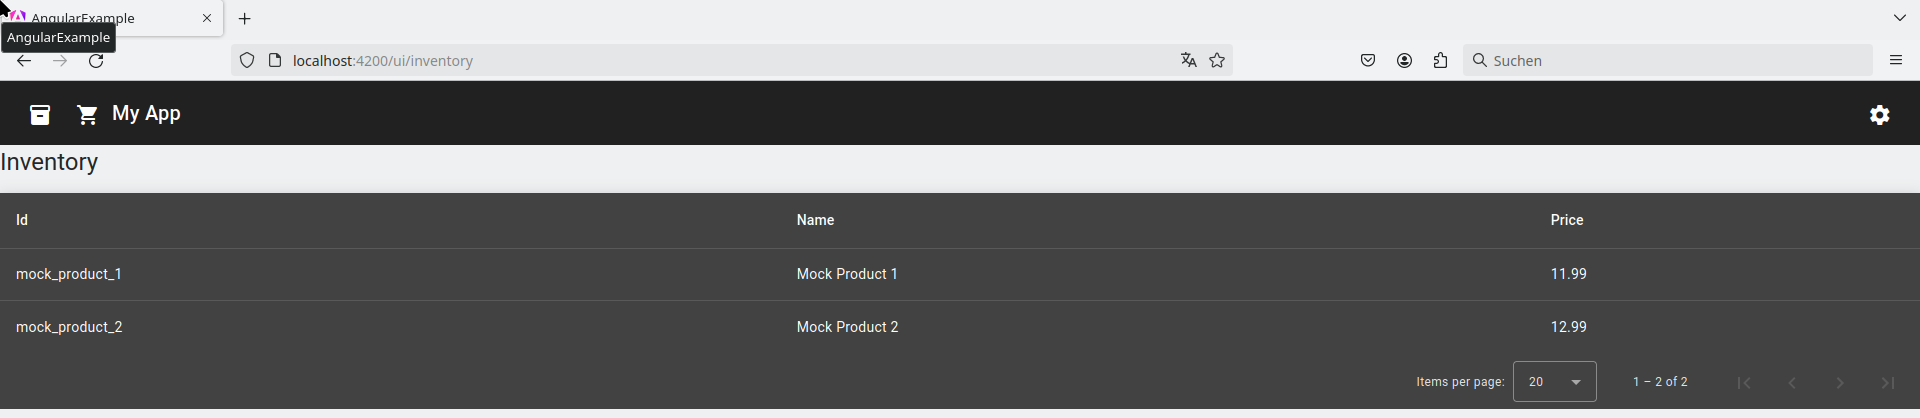 AngularExample
AngularExample
localhost:4200/ui/inventory
Suchen
My App
Inventory
Id Name Price
mock_product_1 Mock Product 1 11.99
mock_product_2 Mock Product 2 12.99
Items per page: 20 1 – 2 of 2